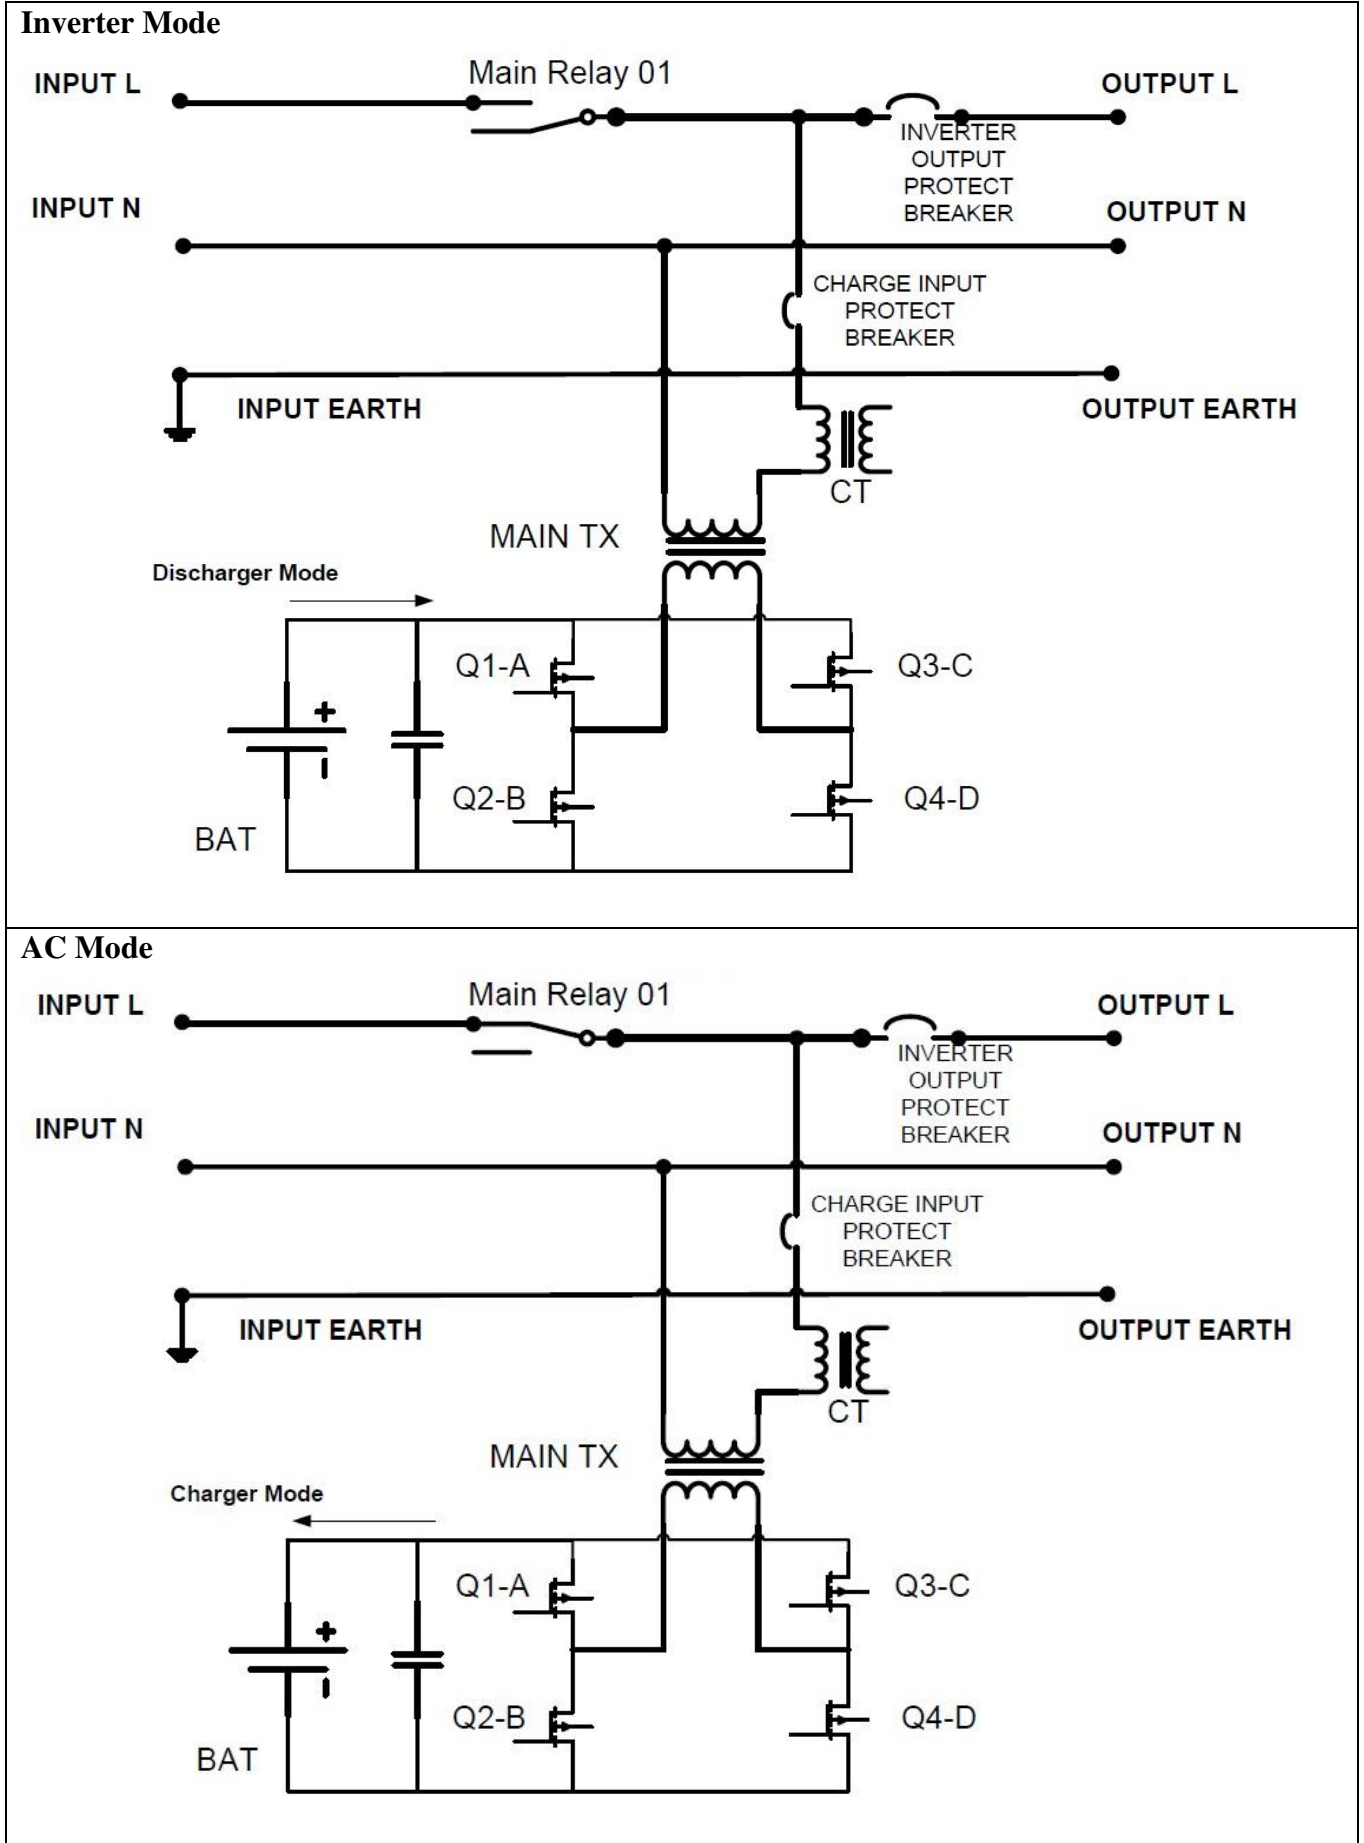 Inverter Mode
Main Relay 01
INPUT L
OUTPUT L
INVERTER
OUTPUT
PROTECT
BREAKER
INPUT N
OUTPUT N
CHARGE INPUT
PROTECT
BREAKER
INPUT EARTH
OUTPUT EARTH
CT
MAIN TX
Discharger Mode
Q1-A
Q3-C
+
-
Q2-B
Q4-D
BAT
AC Mode
Main Relay 01
INPUT L
OUTPUT L
INVERTER
OUTPUT
PROTECT
BREAKER
INPUT N
OUTPUT N
CHARGE INPUT
PROTECT
BREAKER
INPUT EARTH
OUTPUT EARTH
CT
MAIN TX
Charger Mode
Q1-A
Q3-C
+
-
Q2-B
Q4-D
BAT